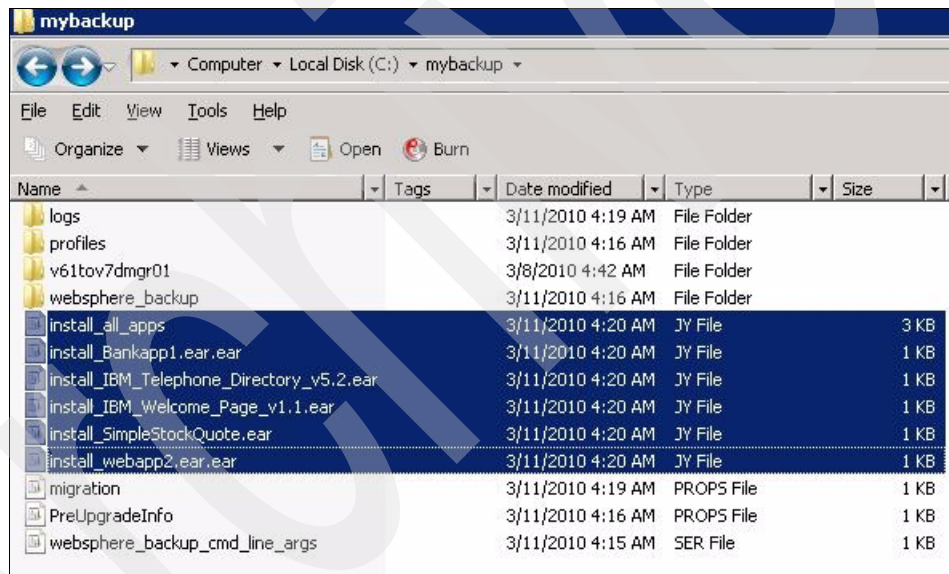 mybackup
Computer Local Disk (C:) mybackup
File Edit View Tools Help
Organize Views Open Burn
Name Tags Date modified Type Size
logs 3/11/2010 4:19 AM File Folder
profiles 3/11/2010 4:16 AM File Folder
v61tov7dmgr01 3/8/2010 4:42 AM File Folder
websphere_backup 3/11/2010 4:16 AM File Folder
install_all_apps 3/11/2010 4:20 AM JY File 3 KB
install_Bankapp1.ear.ear 3/11/2010 4:20 AM JY File 1 KB
install_IBM_Telephone_Directory_v5.2.ear 3/11/2010 4:20 AM JY File 1 KB
install_IBM_Welcome_Page_v1.1.ear 3/11/2010 4:20 AM JY File 1 KB
install_SimpleStockQuote.ear 3/11/2010 4:20 AM JY File 1 KB
install_webapp2.ear.ear 3/11/2010 4:20 AM JY File 1 KB
migration 3/11/2010 4:19 AM PROPS File 1 KB
PreUpgradeInfo 3/11/2010 4:16 AM PROPS File 1 KB
websphere_backup_cmd_line_args 3/11/2010 4:15 AM SER File 1 KB